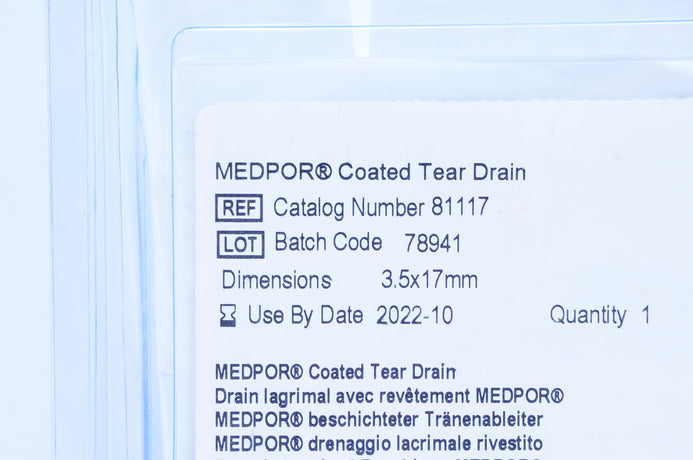 MEDPOR® Coated Tear Drain
REF Catalog Number 81117
LOT Batch Code 78941
Dimensions 3.5x17mm
Use By Date 2022-10 Quantity 1
MEDPOR® Coated Tear Drain
Drain lagrimal avec revêtement MEDPOR®
MEDPOR® beschichteter Tränenableiter
MEDPOR® drenaggio lacrimale rivestito